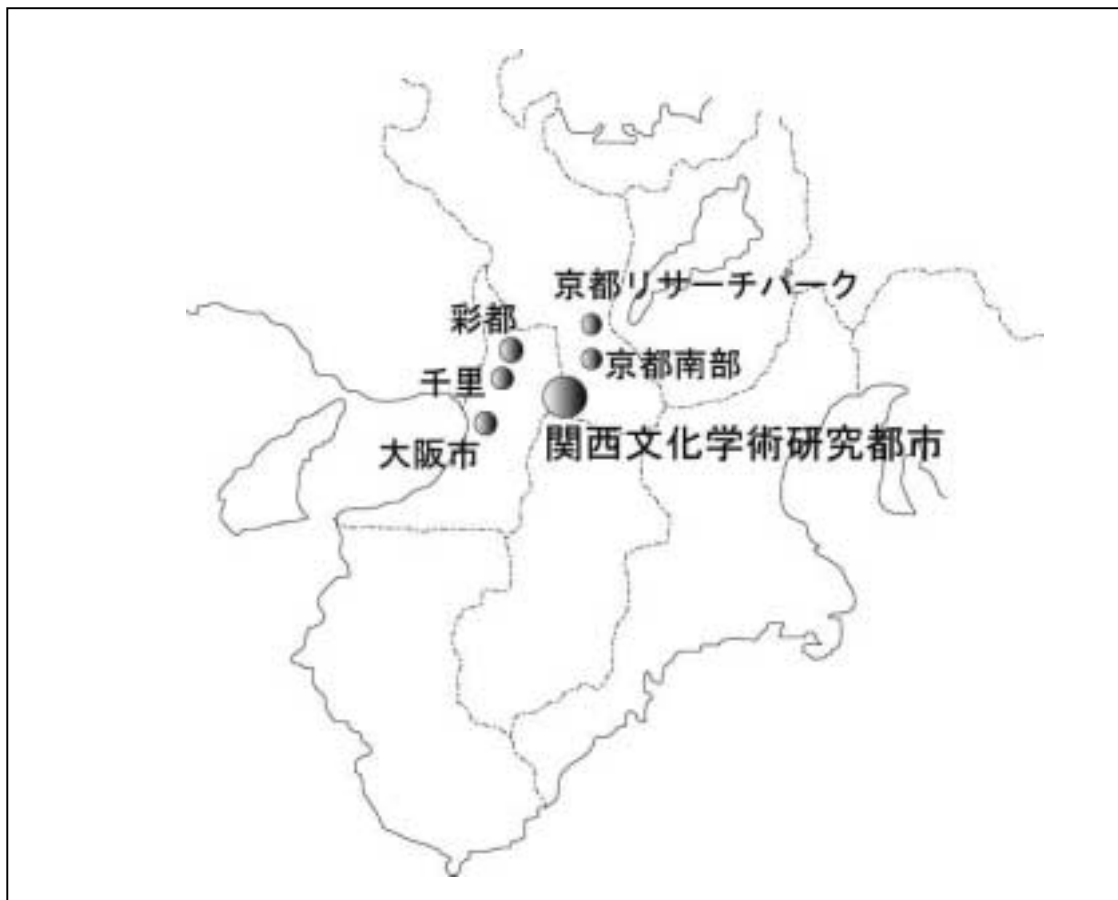 京都リサーチパーク
彩都
京都南部
千里
関西文化学術研究都市
大阪市